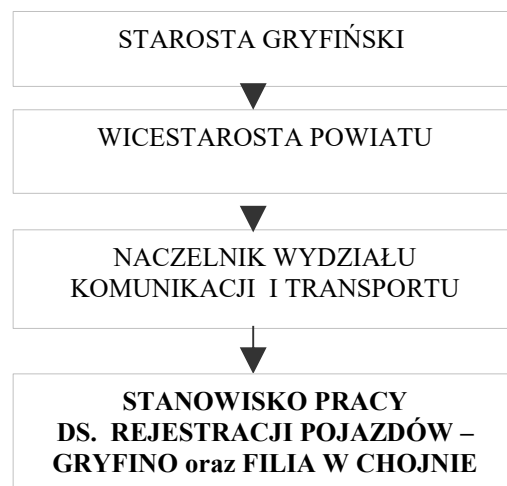 STAROSTA GRYFIŃSKI
WICESTAROSTA POWIATU
NACZELNIK WYDZIAŁU
KOMUNIKACJI I TRANSPORTU
STANOWISKO PRACY
DS. REJESTRACJI POJAZDÓW –
GRYFINO oraz FILIA W CHOJNIE